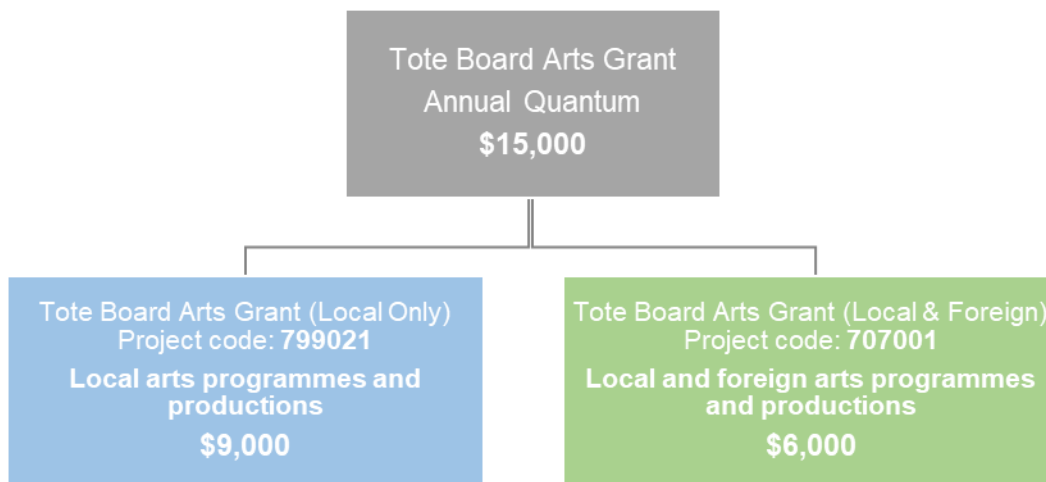 Tote Board Arts Grant
Annual Quantum
$15,000
Tote Board Arts Grant (Local Only)
Project code: 799021
Local arts programmes and
productions
$9,000
Tote Board Arts Grant (Local & Foreign)
Project code: 707001
Local and foreign arts programmes
and productions
$6,000